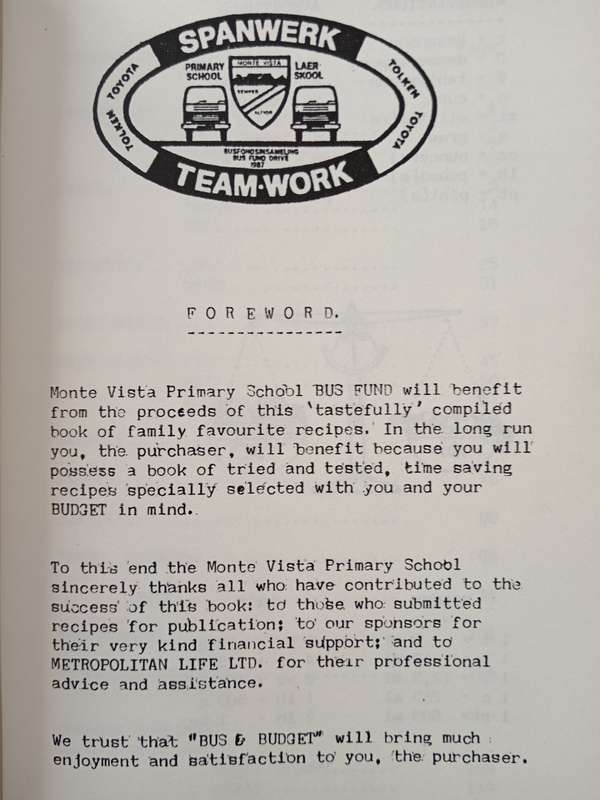 SPANWERK
PRIMARY SCHOOL
MONTE VISTA
LAER SKOOL
TOLKEN TOYOTA
TOLKEN TOYOTA
SEMPER
ALTIOR
BUSFONDSINSAMELING
BUS FUND DRIVE
1987
TEAM-WORK
FOREWORD.
Monte Vista Primary School BUS FUND will benefit
from the proceeds of this 'tastefully' compiled
book of family favourite recipes. In the long run
you, the purchaser, will benefit because you will
possess a book of tried and tested, time saving
recipes specially selected with you and your
BUDGET in mind.
To this end the Monte Vista Primary School
sincerely thanks all who have contributed to the
success of this book: to those who submitted
recipes for publication; to our sponsors for
their very kind financial support; and to
METROPOLITAN LIFE LTD. for their professional
advice and assistance.
We trust that "BUS & BUDGET" will bring much
enjoyment and satisfaction to you, the purchaser.